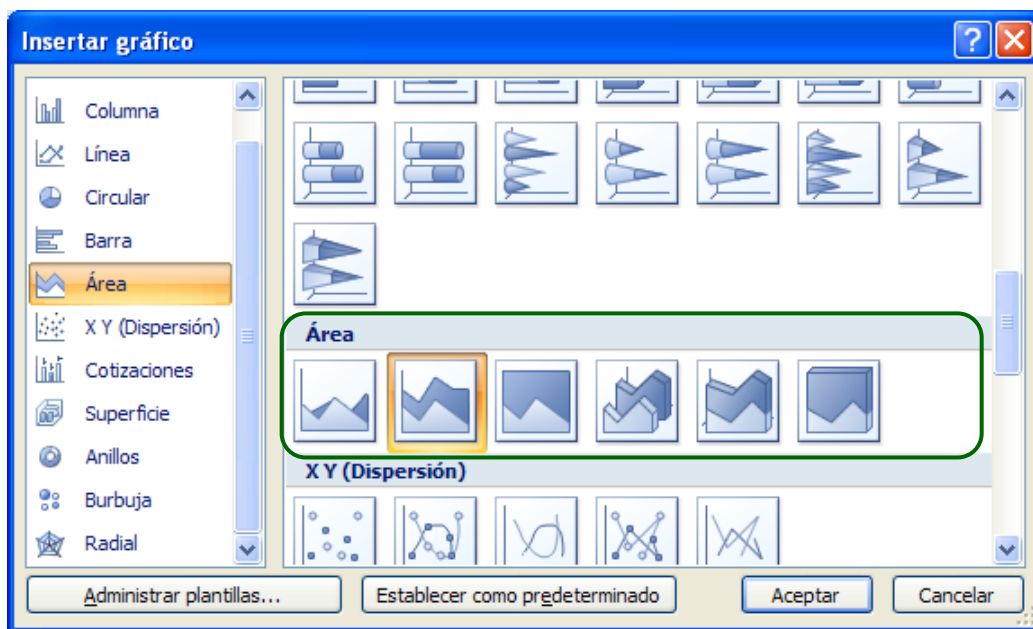 Insertar gráfico
Columna
Línea
Circular
Barra
Área
X Y (Dispersión)
Cotizaciones
Superficie
Anillos
Burbuja
Radial
Área
X Y (Dispersión)
Administrar plantillas...
Establecer como predeterminado
Aceptar
Cancelar